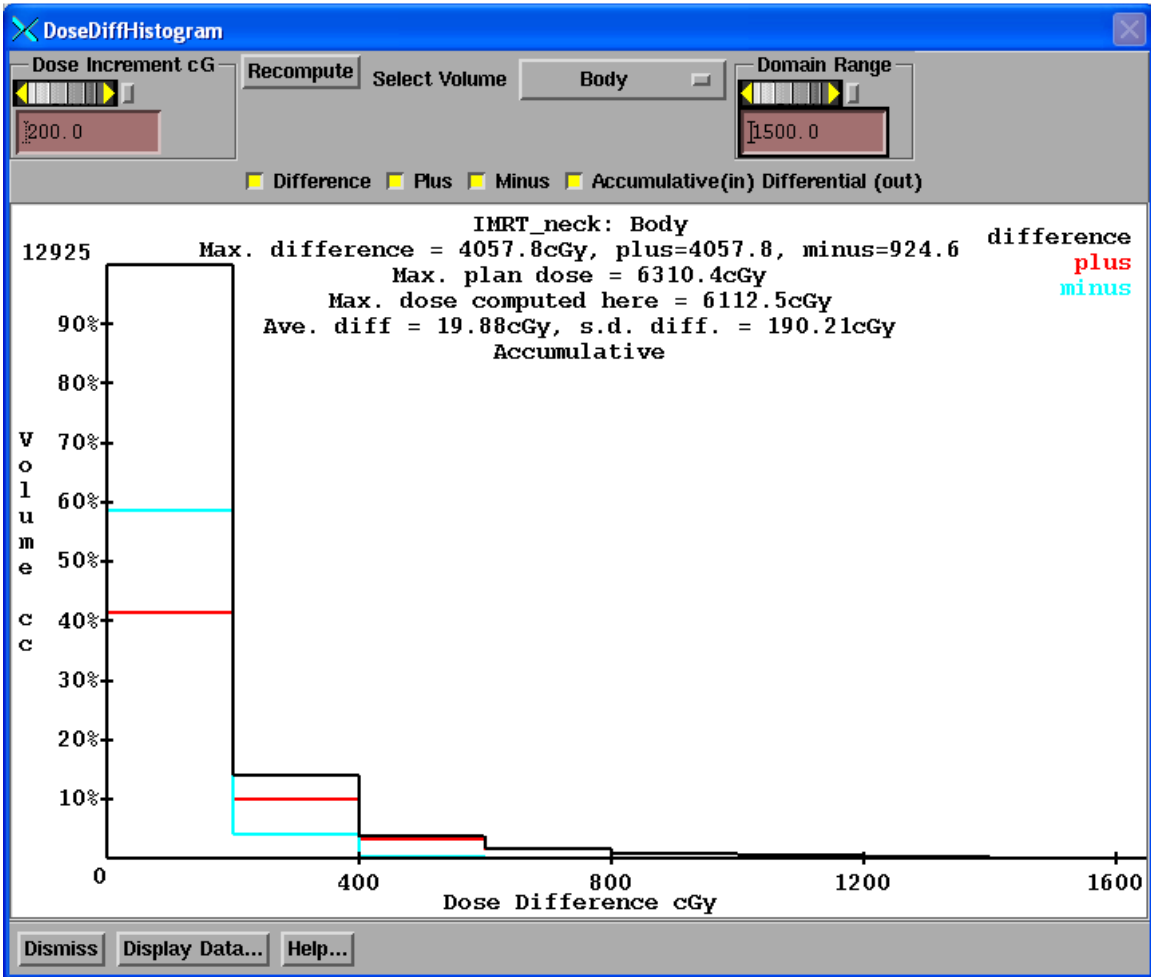 DoseDiffHistogram
Dose Increment cG
Recompute
Select Volume
Body
Domain Range
200.0
1500.0
Difference Plus Minus Accumulative(in) Differential (out)
IMRT_neck: Body
12925
Max. difference = 4057.8cGy, plus=4057.8, minus=924.6
Max. plan dose = 6310.4cGy
Max. dose computed here = 6112.5cGy
Ave. diff = 19.88cGy, s.d. diff. = 190.21cGy
Accumulative
difference
plus
minus
90%
80%
70%
60%
50%
40%
30%
20%
10%
Volume cc
0 400 800 1200 1600
Dose Difference cGy
Dismiss Display Data... Help...